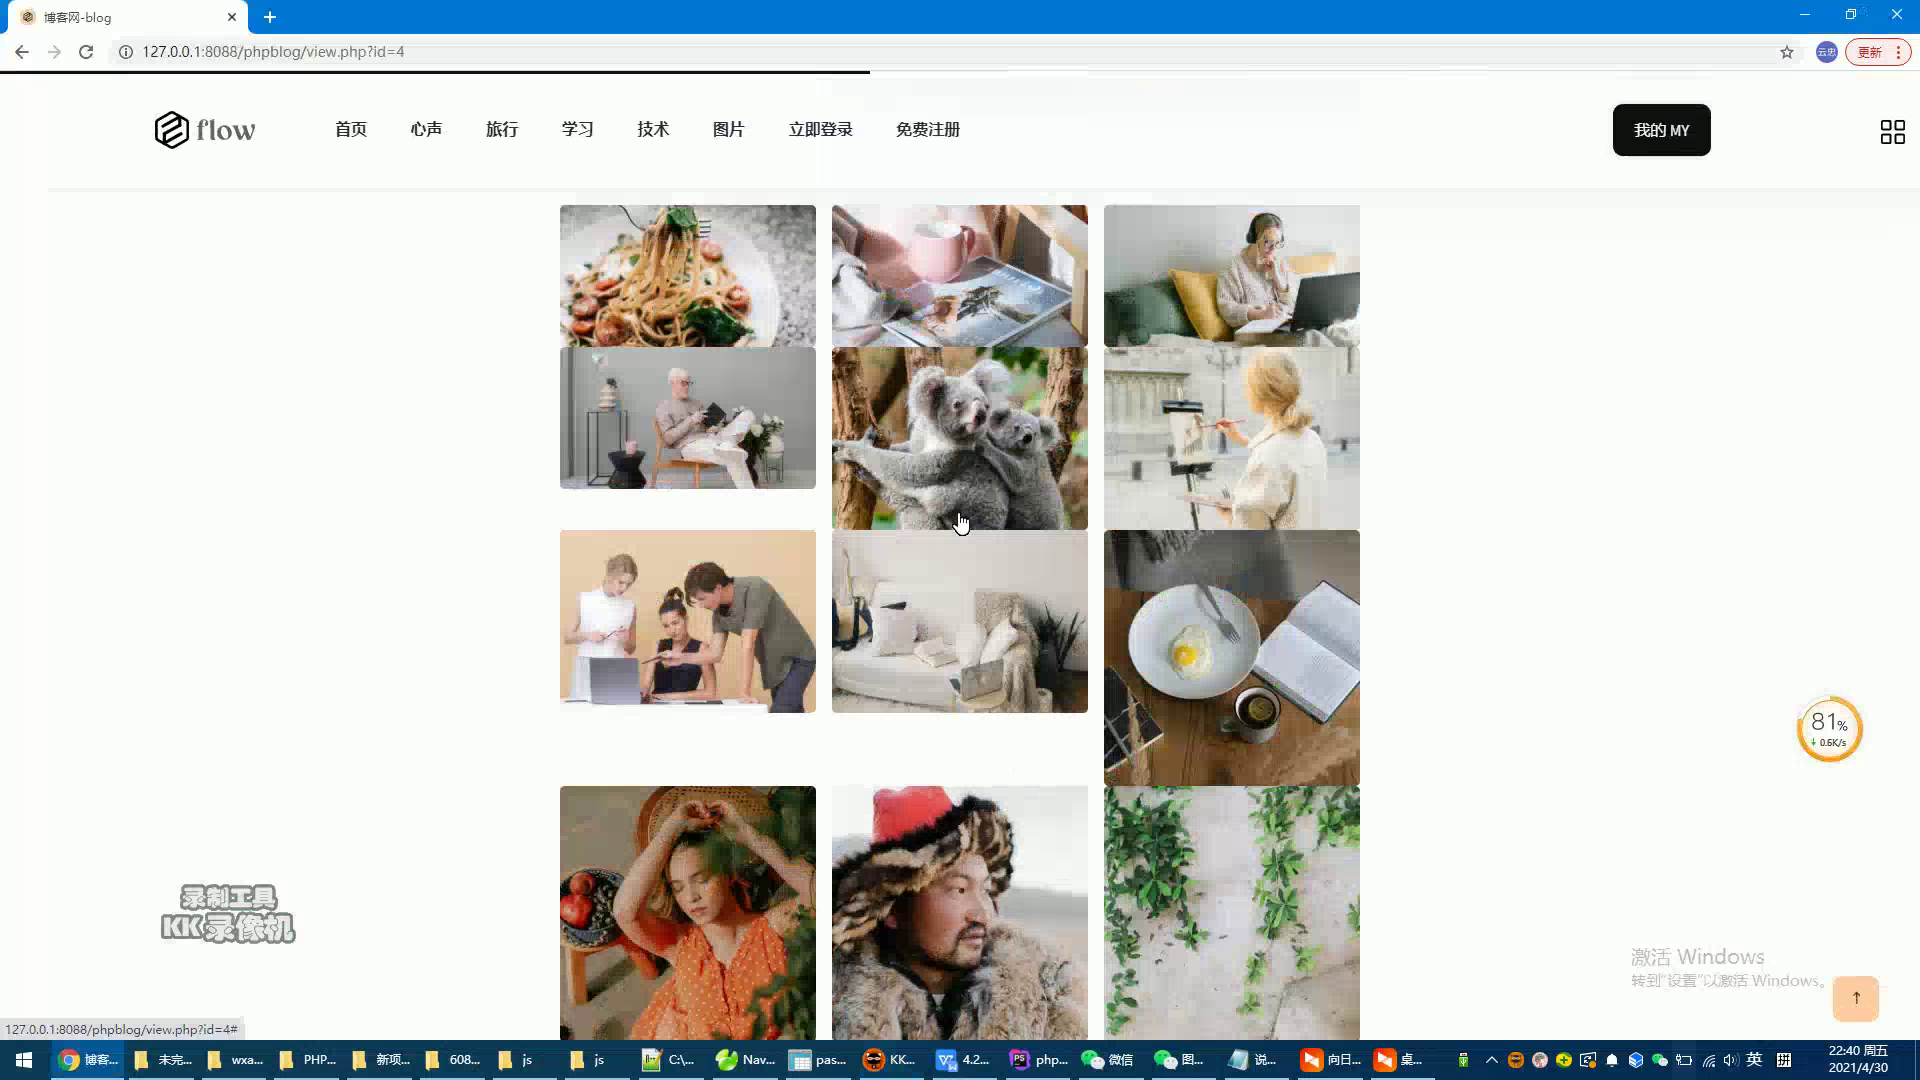 博客网-blog
127.0.0.1:8088/phpblog/view.php?id=4
更新
flow
首页
心声
旅行
学习
技术
图片
立即登录
免费注册
我的 MY
81%
0.6K/s
录制工具
KK录像机
激活 Windows
转到"设置"以激活 Windows。
127.0.0.1:8088/phpblog/view.php?id=4#
博客...
未完...
wxa...
PHP...
新项...
608...
js
js
C:\...
Nav...
pas...
KK...
4.2...
php...
微信
图...
说...
向日...
桌...
英
拼
22:40 周五
2021/4/30